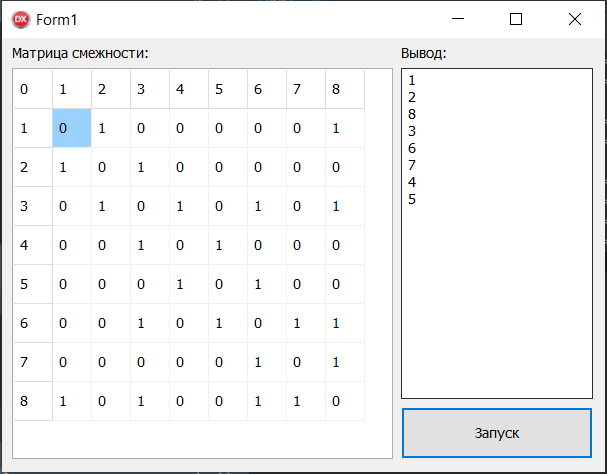 DX Form1
Матрица смежности:
0 1 2 3 4 5 6 7 8
1 0 1 0 0 0 0 0 1
2 1 0 1 0 0 0 0 0
3 0 1 0 1 0 1 0 1
4 0 0 1 0 1 0 0 0
5 0 0 0 1 0 1 0 0
6 0 0 1 0 1 0 1 1
7 0 0 0 0 0 1 0 1
8 1 0 1 0 0 1 1 0
Вывод:
1
2
8
3
6
7
4
5
Запуск